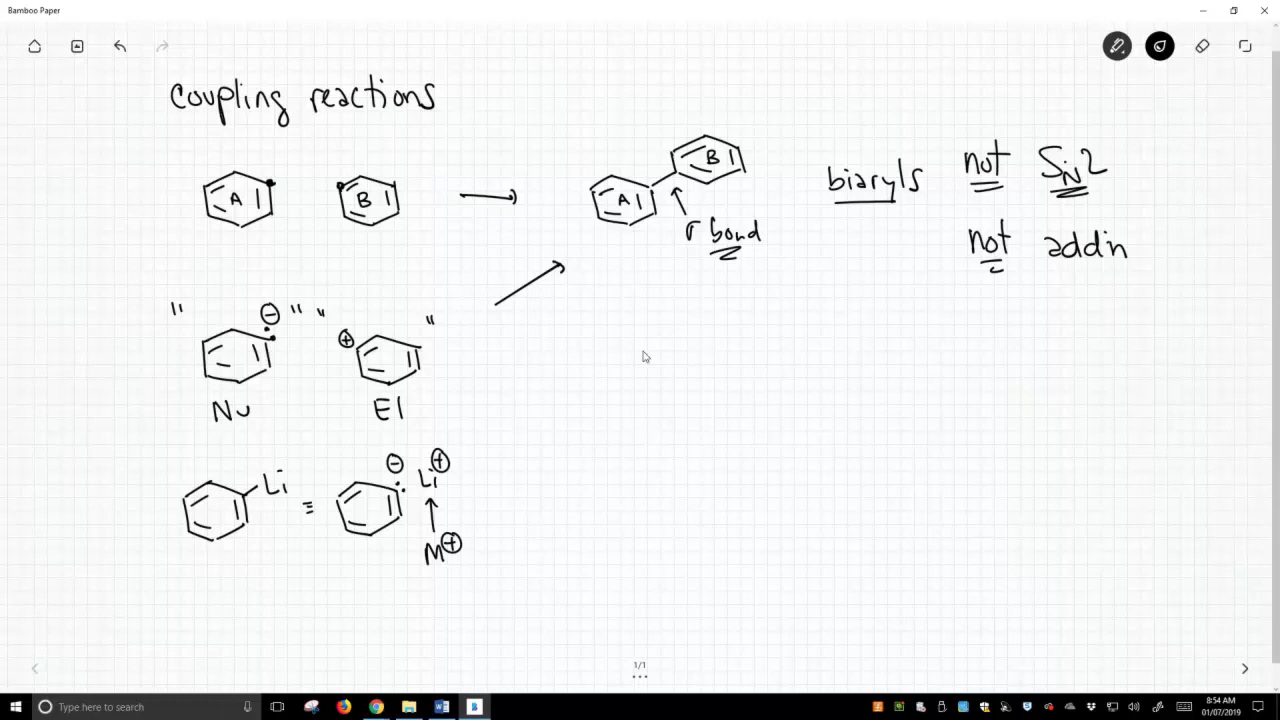 Bamboo Paper
coupling reactions
A B A B
biaryls not SN2
σ bond
not addin
" ⊖ " " ⊕ "
Nu El
Li ≡ ⊖ Li⊕
M⊕
1/1
Type here to search
8:54 AM
01/07/2019